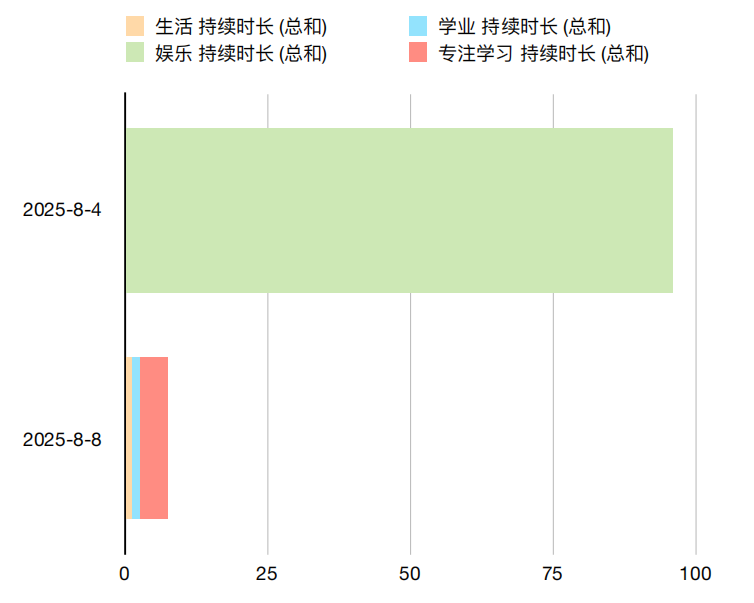 生活 持续时长 (总和)
学业 持续时长 (总和)
娱乐 持续时长 (总和)
专注学习 持续时长 (总和)
2025-8-4
2025-8-8
0
25
50
75
100